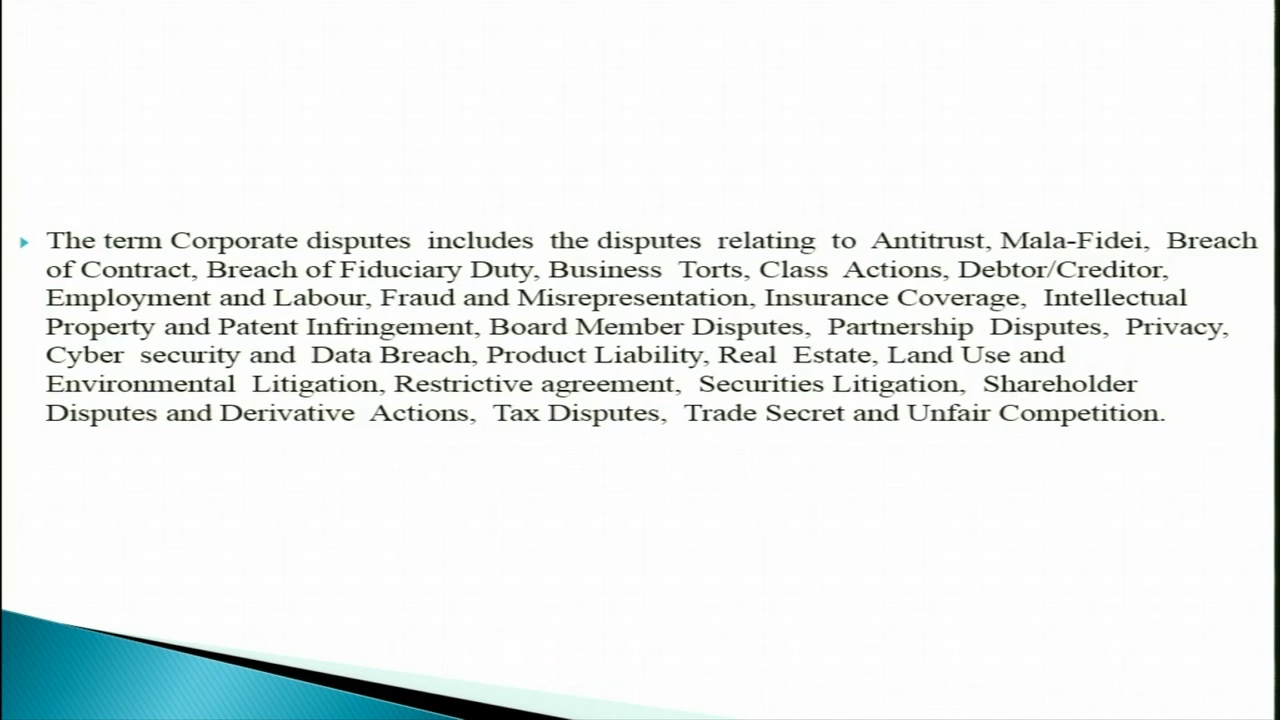 The term Corporate disputes includes the disputes relating to Antitrust, Mala-Fidei, Breach
of Contract, Breach of Fiduciary Duty, Business Torts, Class Actions, Debtor/Creditor,
Employment and Labour, Fraud and Misrepresentation, Insurance Coverage, Intellectual
Property and Patent Infringement, Board Member Disputes, Partnership Disputes, Privacy,
Cyber security and Data Breach, Product Liability, Real Estate, Land Use and
Environmental Litigation, Restrictive agreement, Securities Litigation, Shareholder
Disputes and Derivative Actions, Tax Disputes, Trade Secret and Unfair Competition.